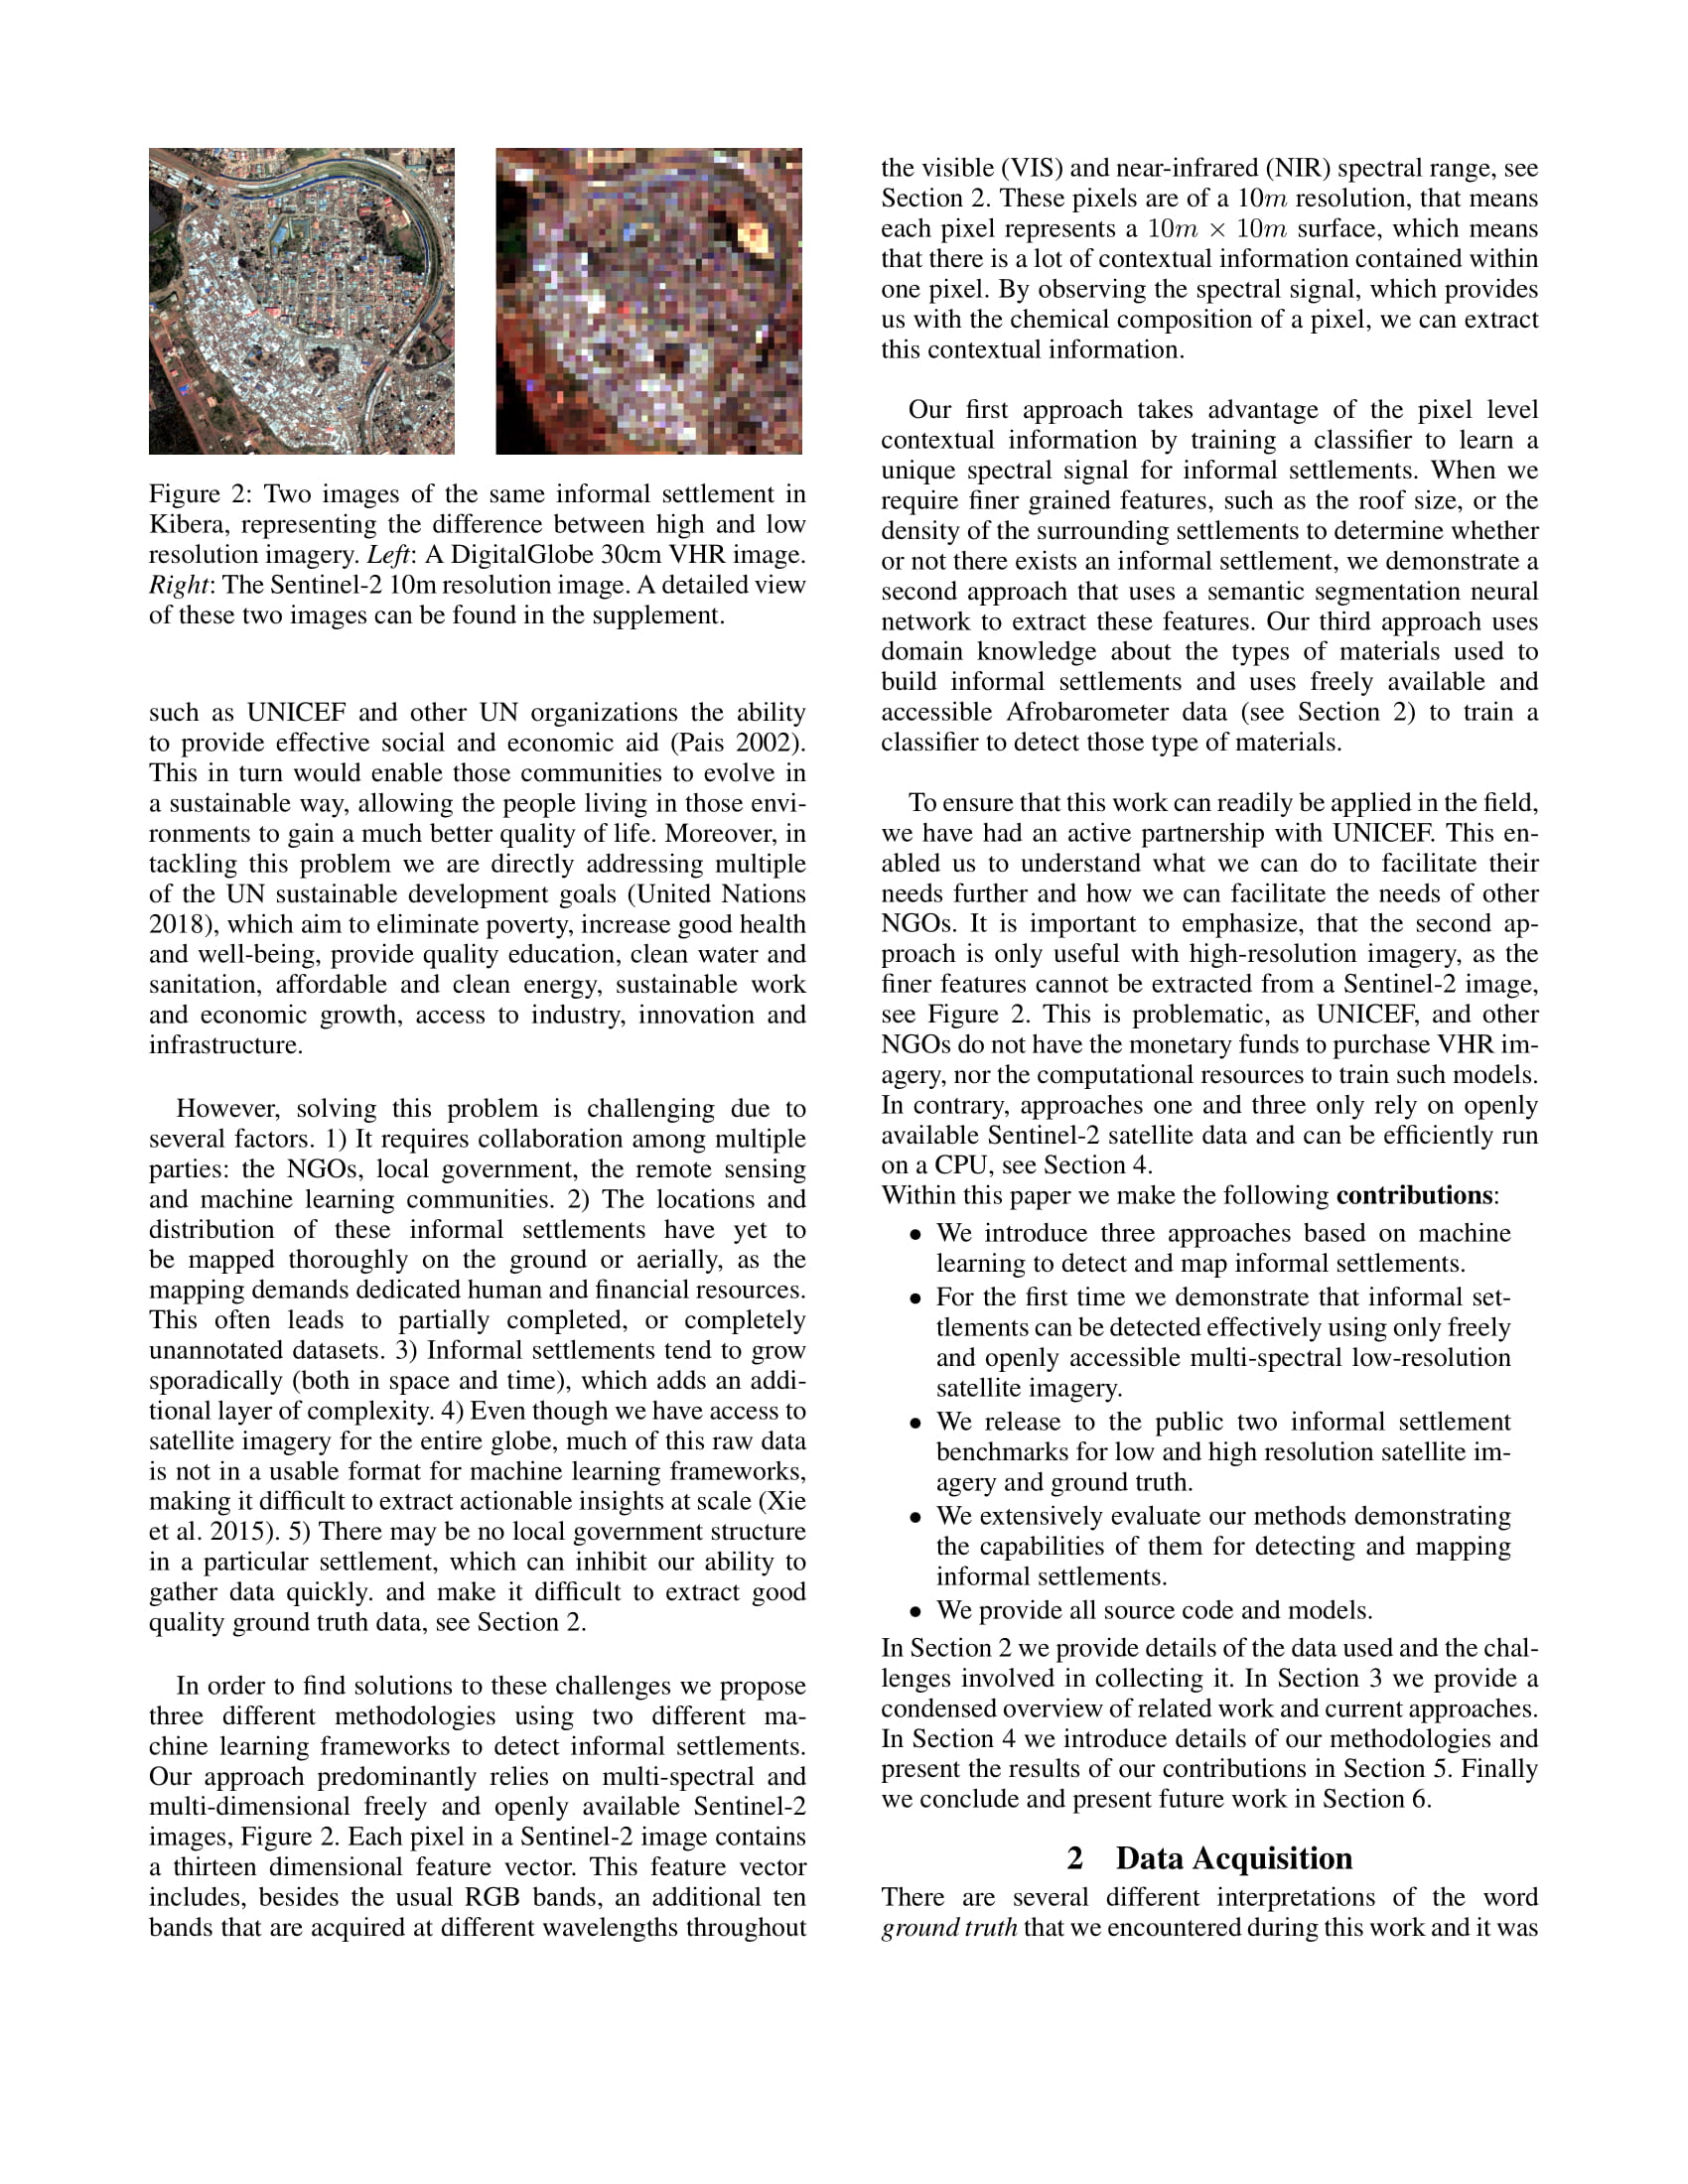 Figure 2: Two images of the same informal settlement in
Kibera, representing the difference between high and low
resolution imagery. Left: A DigitalGlobe 30cm VHR image.
Right: The Sentinel-2 10m resolution image. A detailed view
of these two images can be found in the supplement.
such as UNICEF and other UN organizations the ability
to provide effective social and economic aid (Pais 2002).
This in turn would enable those communities to evolve in
a sustainable way, allowing the people living in those envi-
ronments to gain a much better quality of life. Moreover, in
tackling this problem we are directly addressing multiple
of the UN sustainable development goals (United Nations
2018), which aim to eliminate poverty, increase good health
and well-being, provide quality education, clean water and
sanitation, affordable and clean energy, sustainable work
and economic growth, access to industry, innovation and
infrastructure.
However, solving this problem is challenging due to
several factors. 1) It requires collaboration among multiple
parties: the NGOs, local government, the remote sensing
and machine learning communities. 2) The locations and
distribution of these informal settlements have yet to
be mapped thoroughly on the ground or aerially, as the
mapping demands dedicated human and financial resources.
This often leads to partially completed, or completely
unannotated datasets. 3) Informal settlements tend to grow
sporadically (both in space and time), which adds an addi-
tional layer of complexity. 4) Even though we have access to
satellite imagery for the entire globe, much of this raw data
is not in a usable format for machine learning frameworks,
making it difficult to extract actionable insights at scale (Xie
et al. 2015). 5) There may be no local government structure
in a particular settlement, which can inhibit our ability to
gather data quickly. and make it difficult to extract good
quality ground truth data, see Section 2.
In order to find solutions to these challenges we propose
three different methodologies using two different ma-
chine learning frameworks to detect informal settlements.
Our approach predominantly relies on multi-spectral and
multi-dimensional freely and openly available Sentinel-2
images, Figure 2. Each pixel in a Sentinel-2 image contains
a thirteen dimensional feature vector. This feature vector
includes, besides the usual RGB bands, an additional ten
bands that are acquired at different wavelengths throughout
the visible (VIS) and near-infrared (NIR) spectral range, see
Section 2. These pixels are of a 10m resolution, that means
each pixel represents a 10m × 10m surface, which means
that there is a lot of contextual information contained within
one pixel. By observing the spectral signal, which provides
us with the chemical composition of a pixel, we can extract
this contextual information.
Our first approach takes advantage of the pixel level
contextual information by training a classifier to learn a
unique spectral signal for informal settlements. When we
require finer grained features, such as the roof size, or the
density of the surrounding settlements to determine whether
or not there exists an informal settlement, we demonstrate a
second approach that uses a semantic segmentation neural
network to extract these features. Our third approach uses
domain knowledge about the types of materials used to
build informal settlements and uses freely available and
accessible Afrobarometer data (see Section 2) to train a
classifier to detect those type of materials.
To ensure that this work can readily be applied in the field,
we have had an active partnership with UNICEF. This en-
abled us to understand what we can do to facilitate their
needs further and how we can facilitate the needs of other
NGOs. It is important to emphasize, that the second ap-
proach is only useful with high-resolution imagery, as the
finer features cannot be extracted from a Sentinel-2 image,
see Figure 2. This is problematic, as UNICEF, and other
NGOs do not have the monetary funds to purchase VHR im-
agery, nor the computational resources to train such models.
In contrary, approaches one and three only rely on openly
available Sentinel-2 satellite data and can be efficiently run
on a CPU, see Section 4.
Within this paper we make the following contributions:
• We introduce three approaches based on machine
learning to detect and map informal settlements.
• For the first time we demonstrate that informal set-
tlements can be detected effectively using only freely
and openly accessible multi-spectral low-resolution
satellite imagery.
• We release to the public two informal settlement
benchmarks for low and high resolution satellite im-
agery and ground truth.
• We extensively evaluate our methods demonstrating
the capabilities of them for detecting and mapping
informal settlements.
• We provide all source code and models.
In Section 2 we provide details of the data used and the chal-
lenges involved in collecting it. In Section 3 we provide a
condensed overview of related work and current approaches.
In Section 4 we introduce details of our methodologies and
present the results of our contributions in Section 5. Finally
we conclude and present future work in Section 6.
2 Data Acquisition
There are several different interpretations of the word
ground truth that we encountered during this work and it was